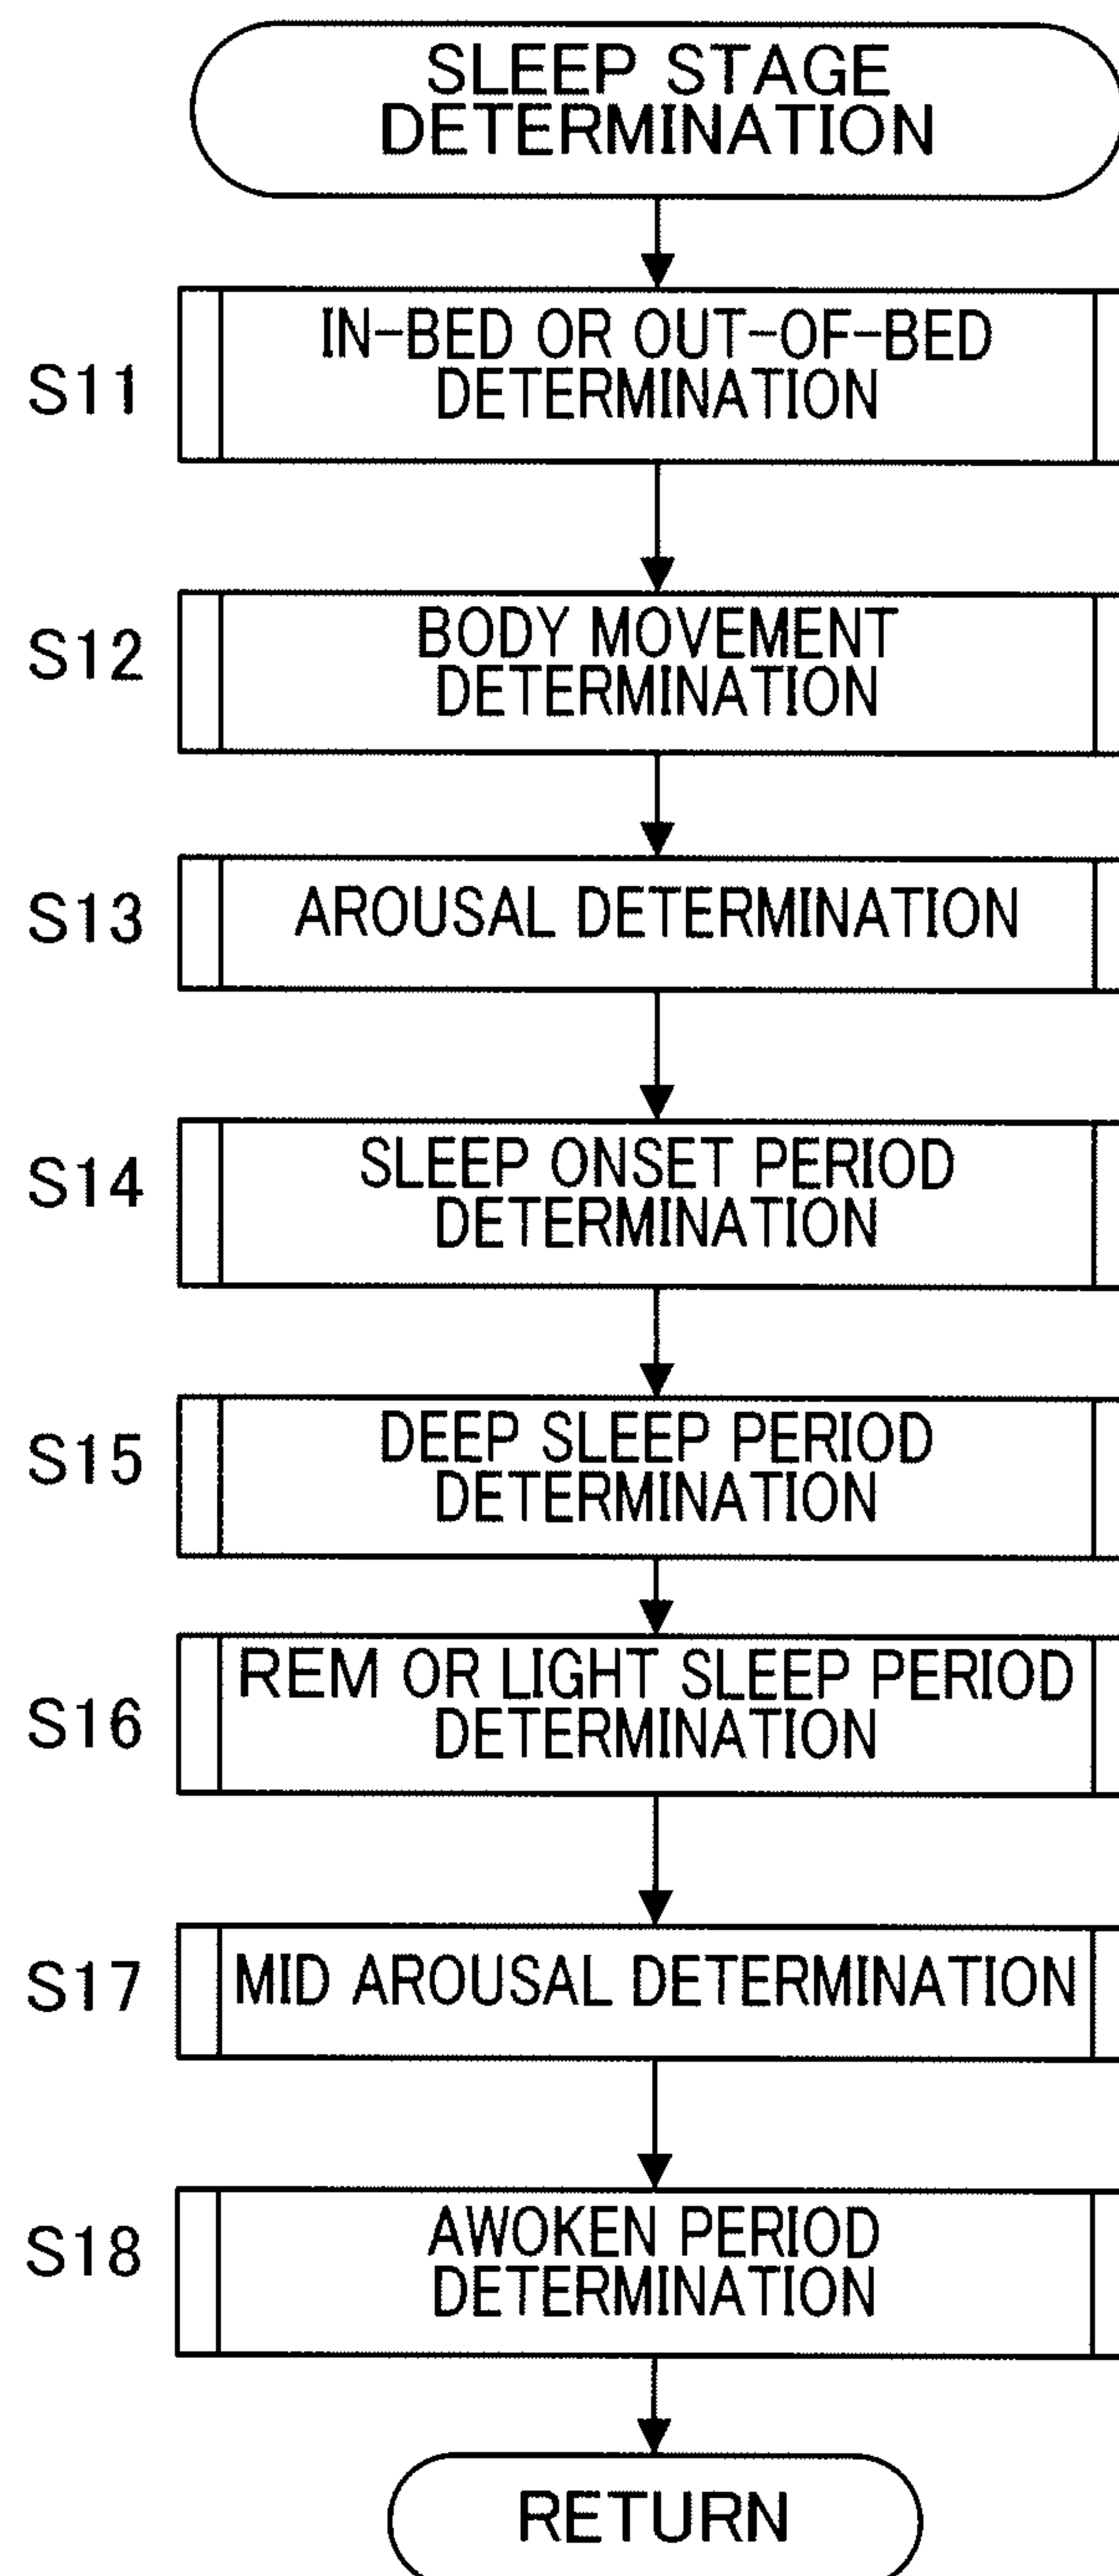 SLEEP STAGE
DETERMINATION
S11
IN-BED OR OUT-OF-BED
DETERMINATION
S12
BODY MOVEMENT
DETERMINATION
S13
AROUSAL DETERMINATION
S14
SLEEP ONSET PERIOD
DETERMINATION
S15
DEEP SLEEP PERIOD
DETERMINATION
S16
REM OR LIGHT SLEEP PERIOD
DETERMINATION
S17
MID AROUSAL DETERMINATION
S18
AWOKEN PERIOD
DETERMINATION
RETURN